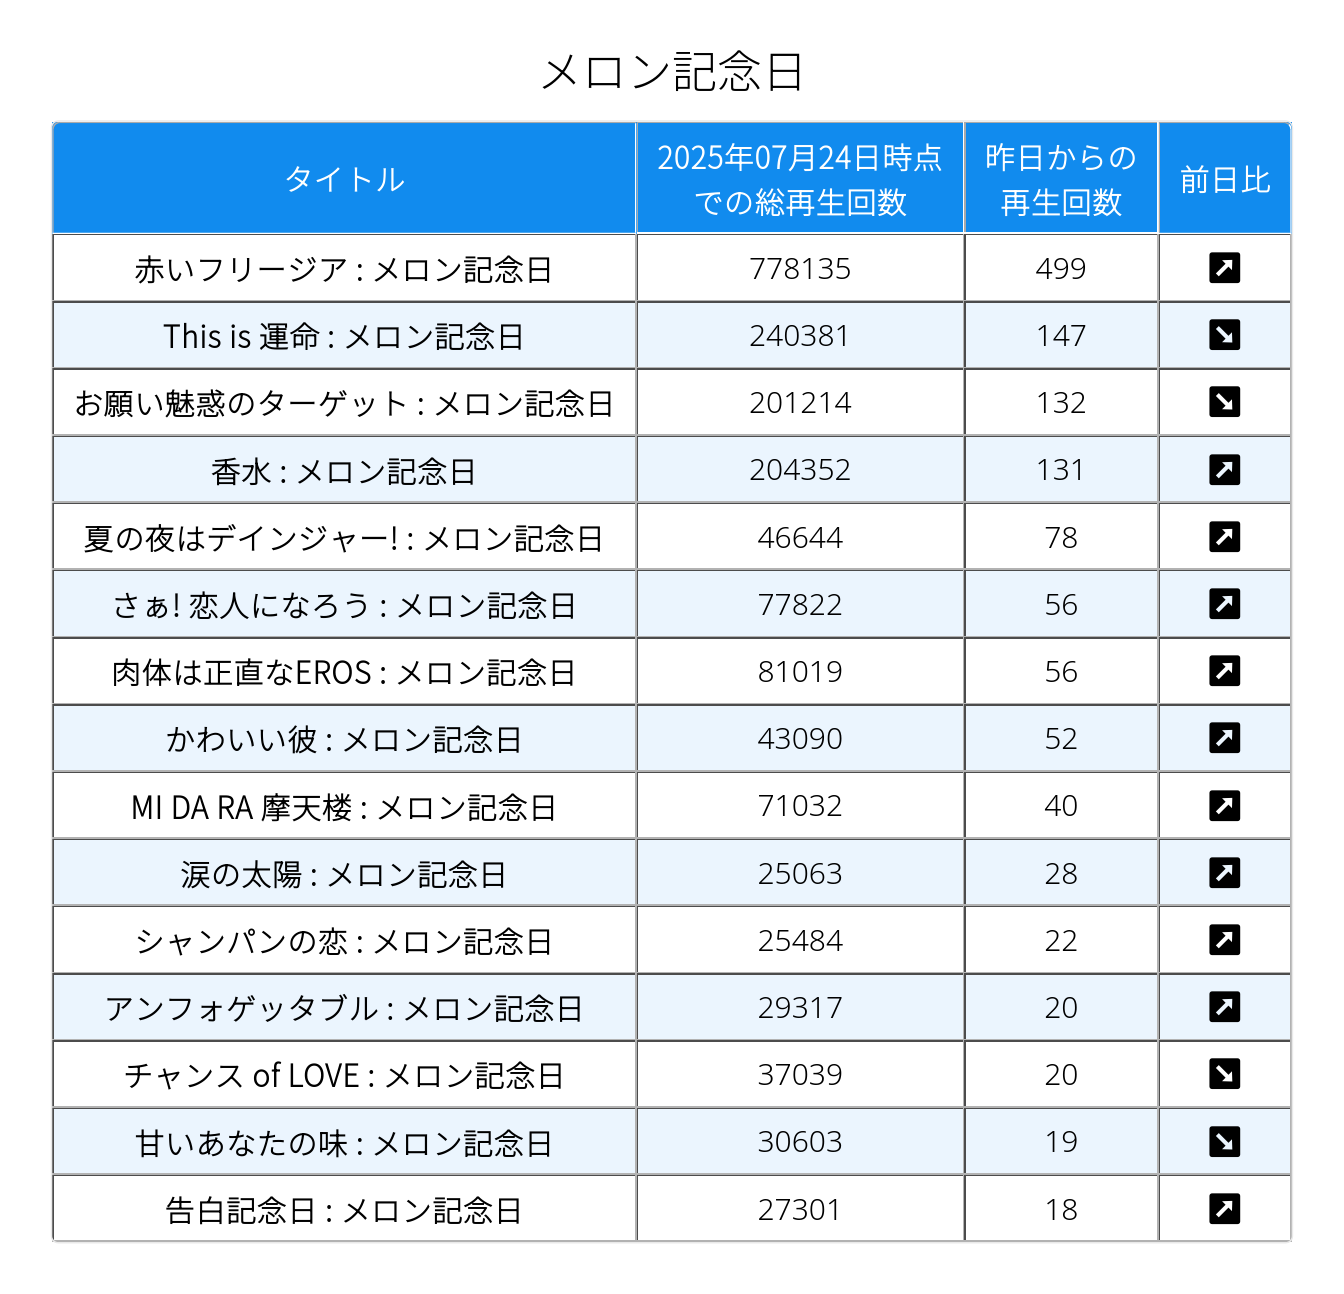 メロン記念日
タイトル
2025年07月24日時点
での総再生回数
昨日からの
再生回数
前日比
赤いフリージア : メロン記念日 778135 499
This is 運命 : メロン記念日 240381 147
お願い魅惑のターゲット : メロン記念日 201214 132
香水 : メロン記念日 204352 131
夏の夜はデインジャー! : メロン記念日 46644 78
さぁ! 恋人になろう : メロン記念日 77822 56
肉体は正直なEROS : メロン記念日 81019 56
かわいい彼 : メロン記念日 43090 52
MI DA RA 摩天楼 : メロン記念日 71032 40
涙の太陽 : メロン記念日 25063 28
シャンパンの恋 : メロン記念日 25484 22
アンフォゲッタブル : メロン記念日 29317 20
チャンス of LOVE : メロン記念日 37039 20
甘いあなたの味 : メロン記念日 30603 19
告白記念日 : メロン記念日 27301 18